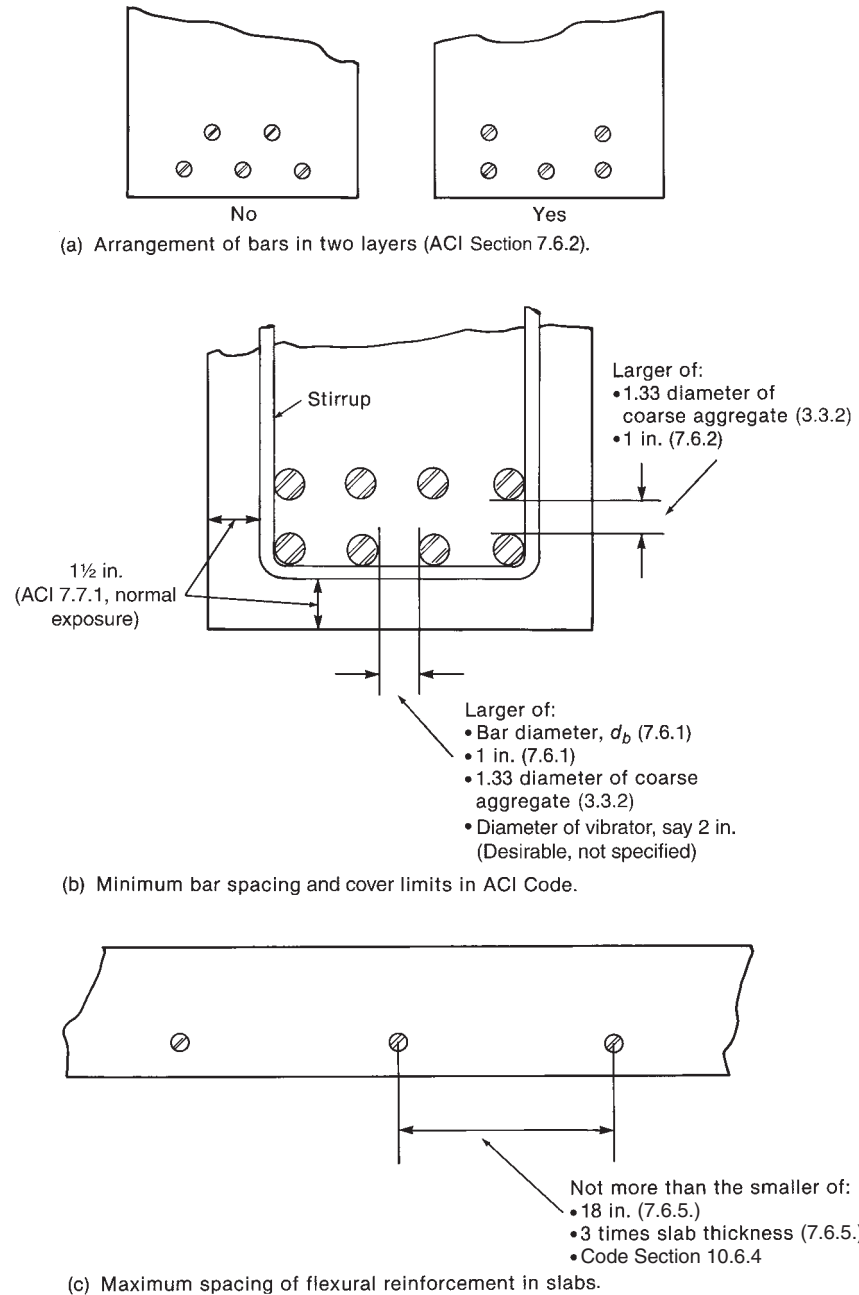 No
Yes
(a) Arrangement of bars in two layers (ACI Section 7.6.2).
Stirrup
Larger of:
•1.33 diameter of
coarse aggregate (3.3.2)
•1 in. (7.6.2)
1½ in.
(ACI 7.7.1, normal
exposure)
Larger of:
• Bar diameter, d_b (7.6.1)
•1 in. (7.6.1)
•1.33 diameter of coarse
aggregate (3.3.2)
• Diameter of vibrator, say 2 in.
(Desirable, not specified)
(b) Minimum bar spacing and cover limits in ACI Code.
Not more than the smaller of:
•18 in. (7.6.5.)
•3 times slab thickness (7.6.5.)
•Code Section 10.6.4
(c) Maximum spacing of flexural reinforcement in slabs.